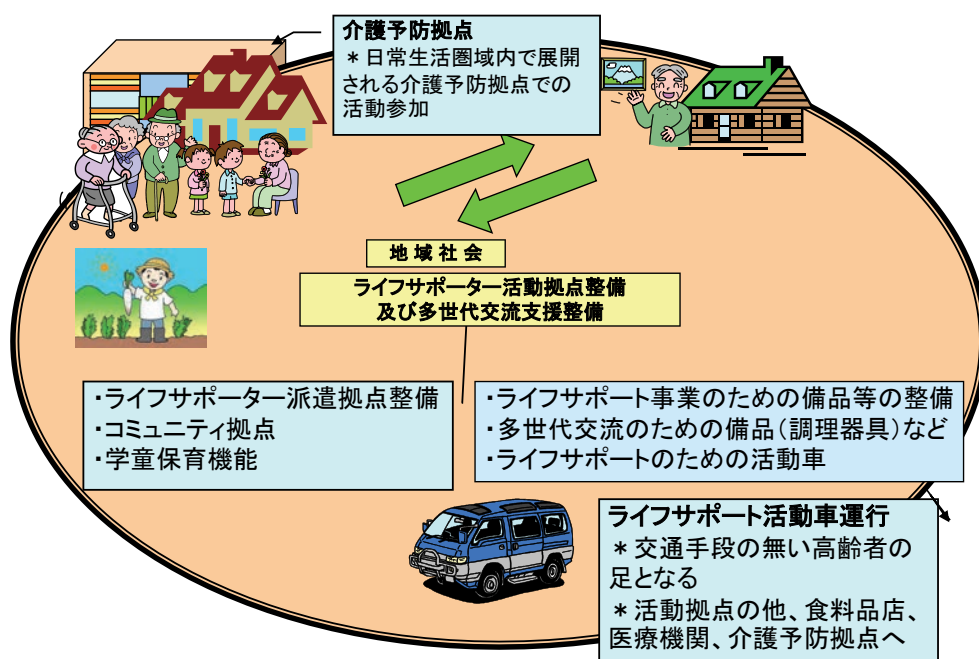 介護予防拠点
＊日常生活圏域内で展開
される介護予防拠点での
活動参加
地域社会
ライフサポーター活動拠点整備
及び多世代交流支援整備
・ライフサポーター派遣拠点整備
・コミュニティ拠点
・学童保育機能
・ライフサポート事業のための備品等の整備
・多世代交流のための備品（調理器具）など
・ライフサポートのための活動車
ライフサポート活動車運行
＊交通手段の無い高齢者の
足となる
＊活動拠点の他、食料品店、
医療機関、介護予防拠点へ